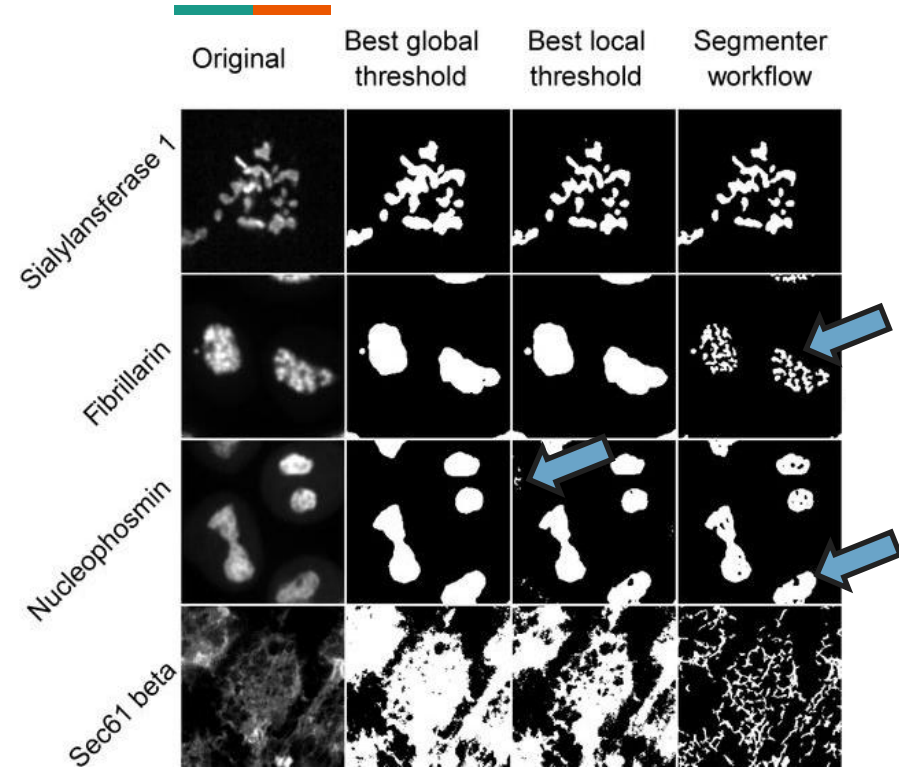 Original
Best global
threshold
Best local
threshold
Segmenter
workflow
Sialylansferase 1
Fibrillarin
Nucleophosmin
Sec61 beta